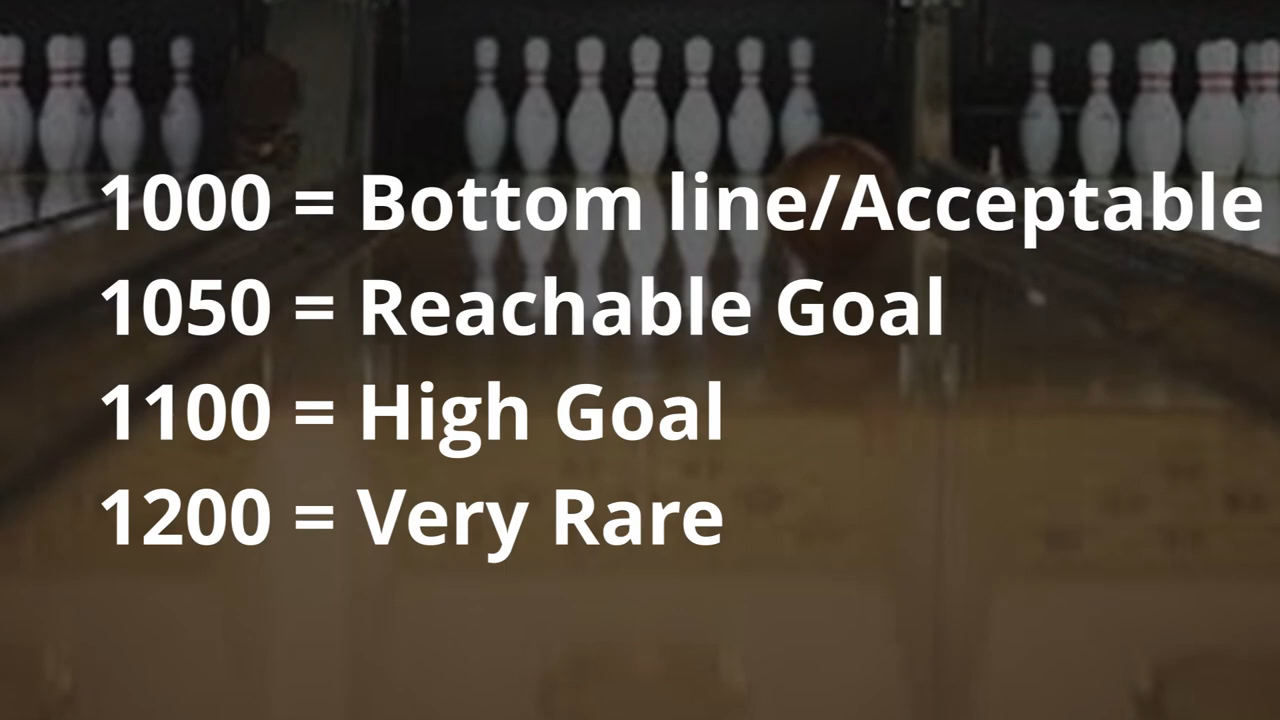 1000 = Bottom line/Acceptable
1050 = Reachable Goal
1100 = High Goal
1200 = Very Rare